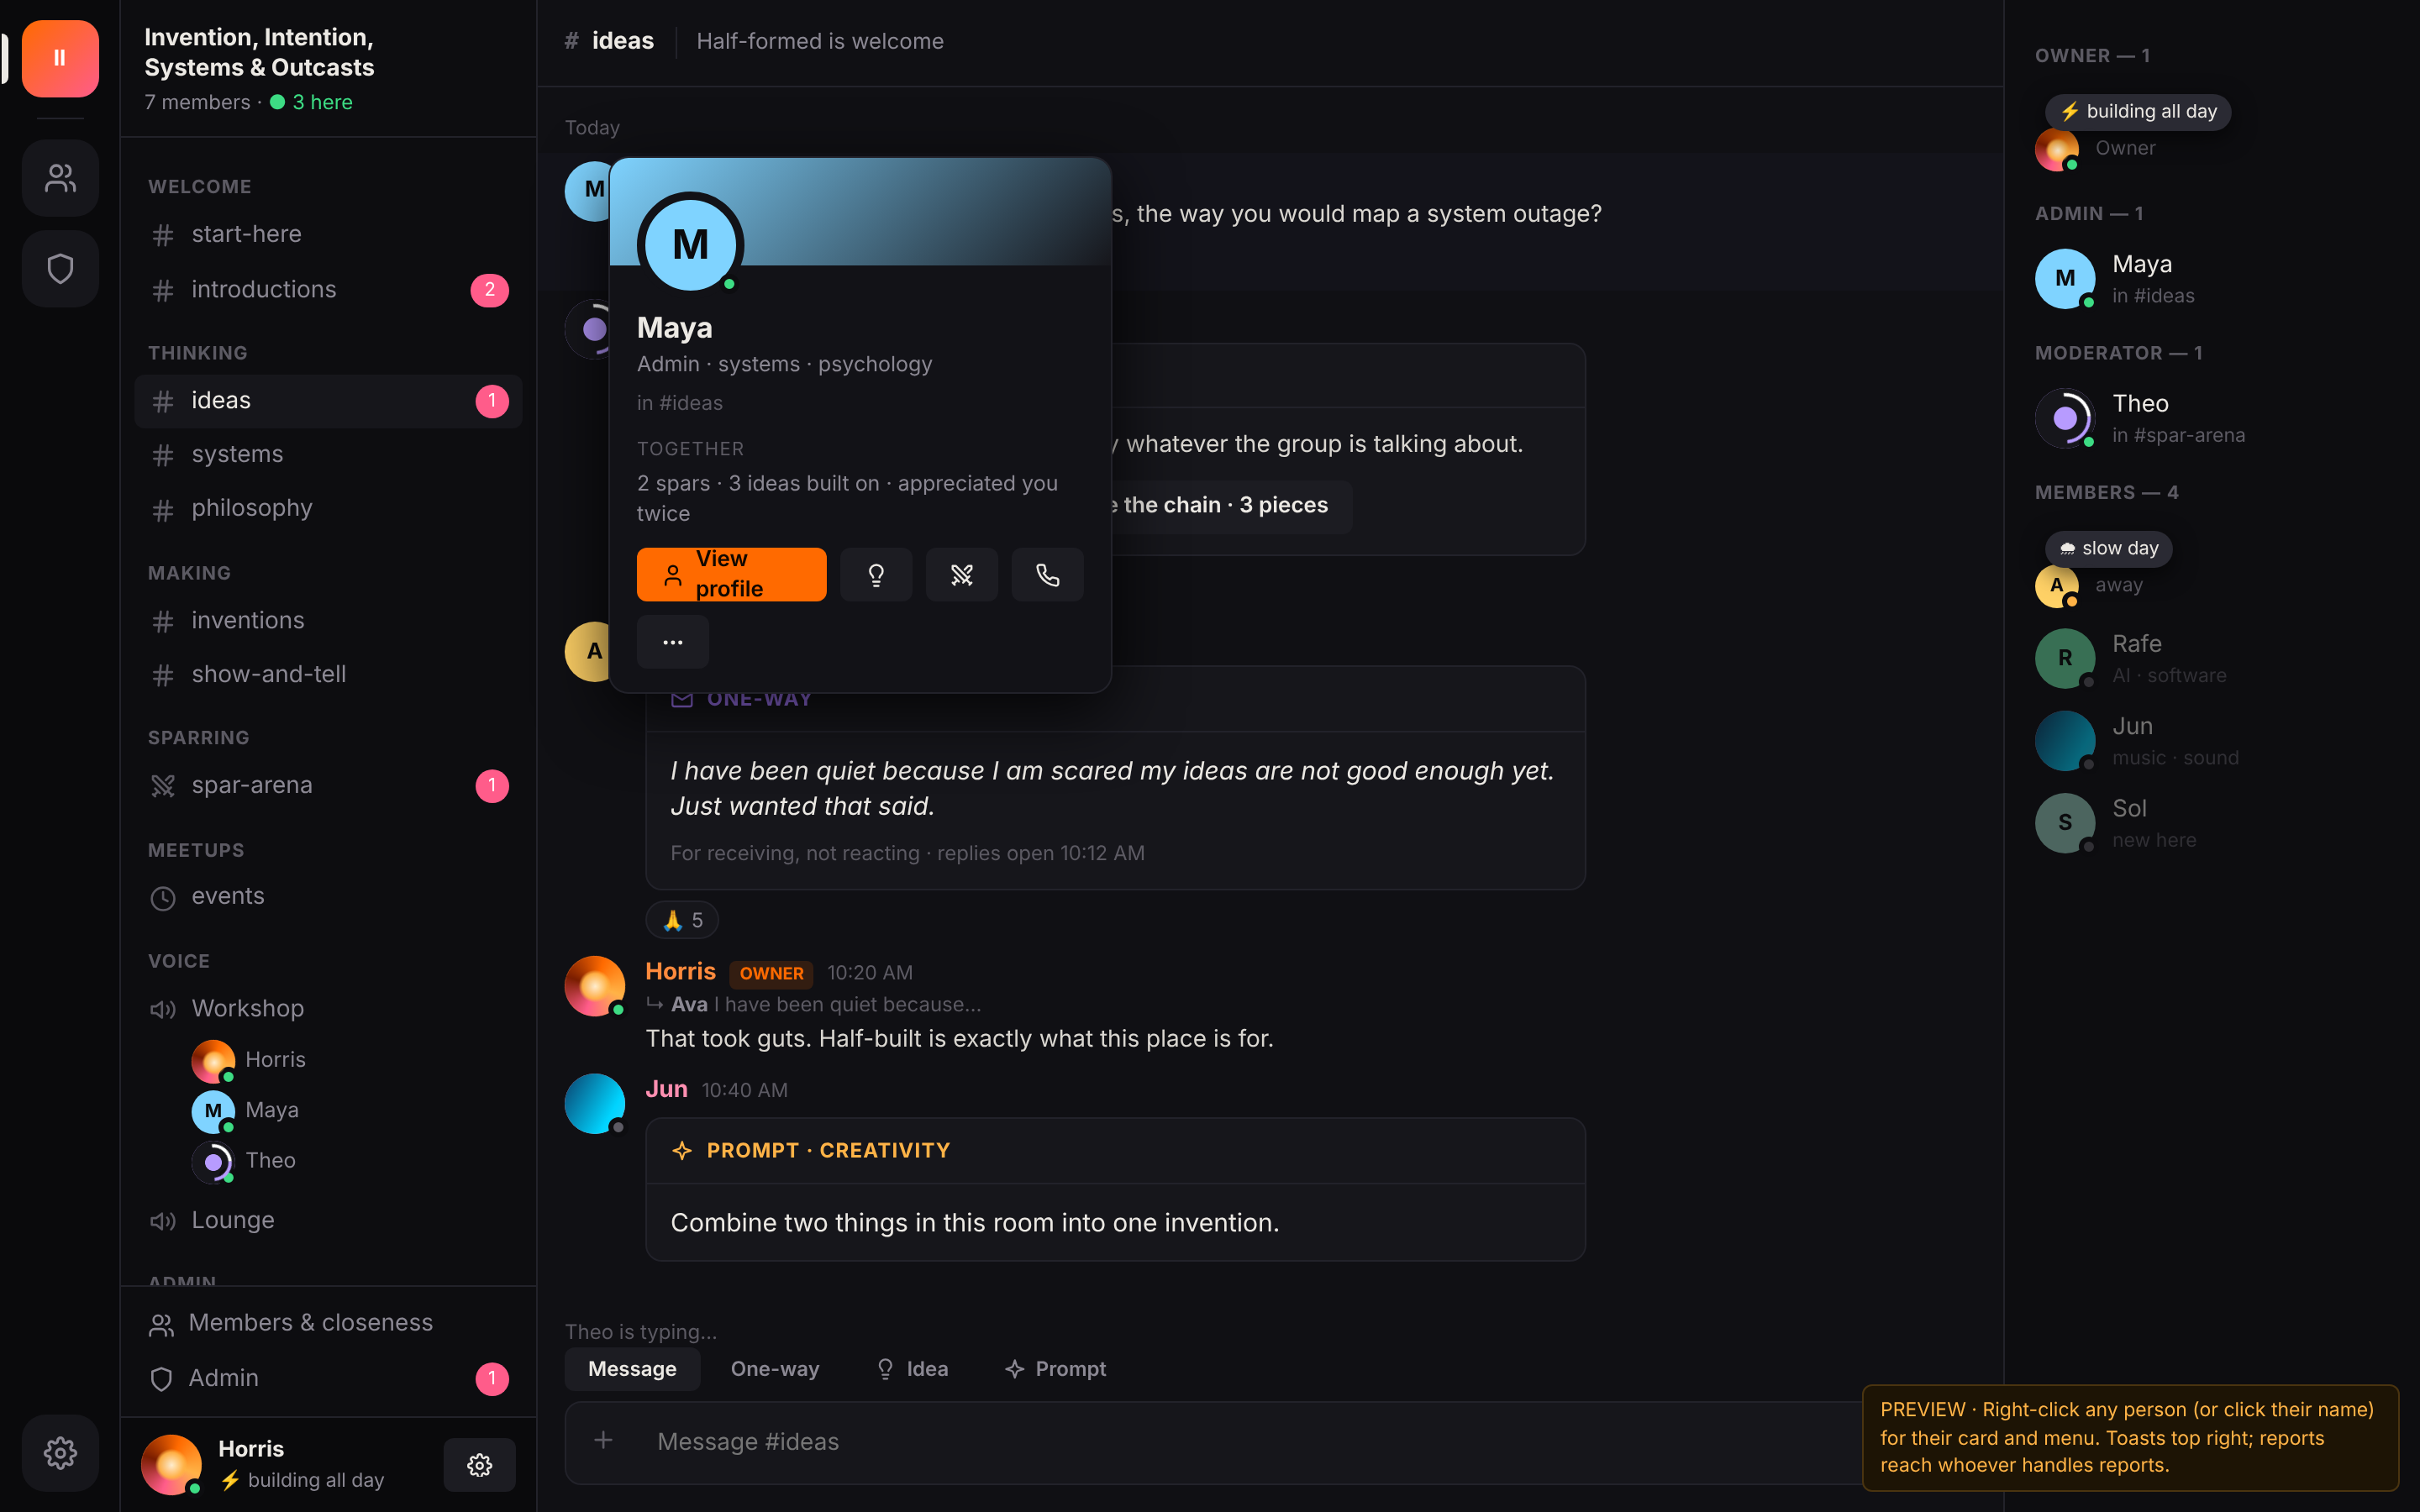 II
Invention, Intention,
Systems & Outcasts
7 members · 3 here
WELCOME
start-here
introductions 2
THINKING
ideas 1
systems
philosophy
MAKING
inventions
show-and-tell
SPARRING
spar-arena 1
MEETUPS
events
VOICE
Workshop
Horris
M Maya
Theo
Lounge
ADMIN
Members & closeness
Admin 1
Horris
⚡ building all day
# ideas Half-formed is welcome
Today
M
s, the way you would map a system outage?
M
Maya
Admin · systems · psychology
in #ideas
TOGETHER
2 spars · 3 ideas built on · appreciated you
twice
View
profile
...
whatever the group is talking about.
the chain · 3 pieces
A
ONE-WAY
I have been quiet because I am scared my ideas are not good enough yet.
Just wanted that said.
For receiving, not reacting · replies open 10:12 AM
🙏 5
Horris OWNER 10:20 AM
↳ Ava I have been quiet because...
That took guts. Half-built is exactly what this place is for.
Jun 10:40 AM
PROMPT · CREATIVITY
Combine two things in this room into one invention.
Theo is typing...
Message One-way Idea Prompt
+ Message #ideas
OWNER — 1
⚡ building all day
Owner
ADMIN — 1
M Maya
in #ideas
MODERATOR — 1
Theo
in #spar-arena
MEMBERS — 4
🌧 slow day
A away
R Rafe
AI · software
Jun
music · sound
S Sol
new here
PREVIEW · Right-click any person (or click their name)
for their card and menu. Toasts top right; reports
reach whoever handles reports.